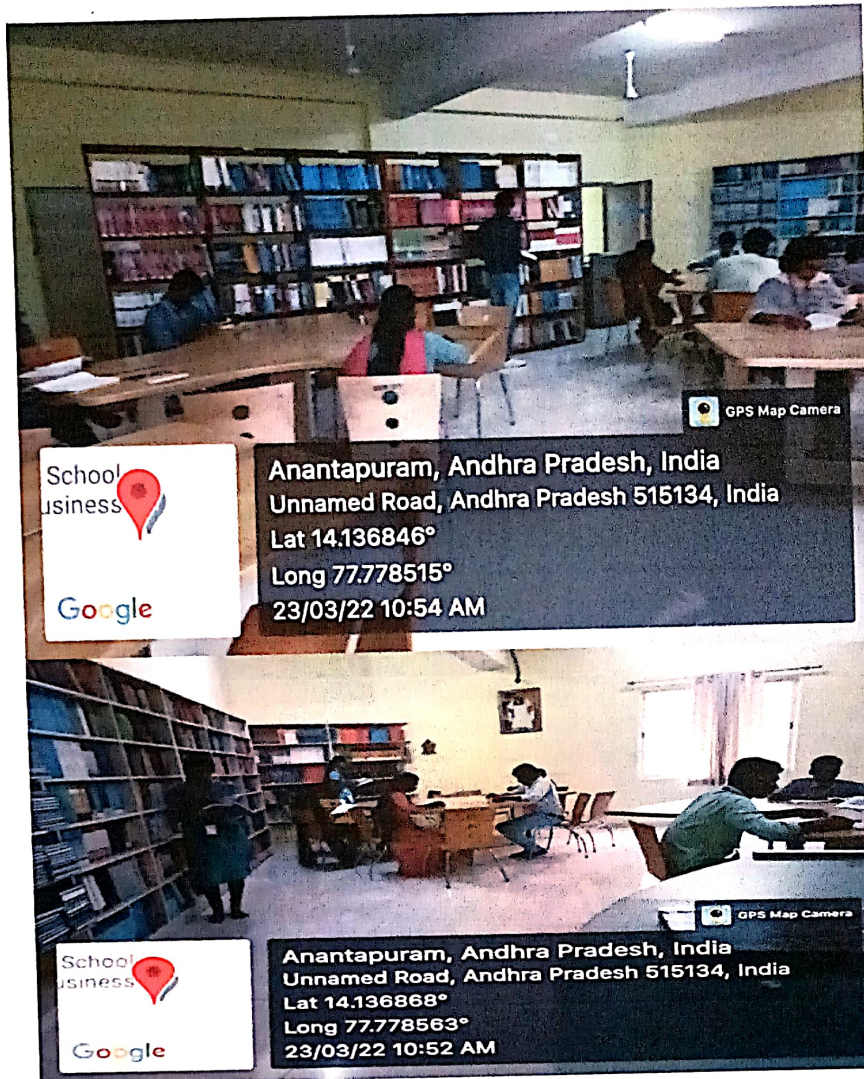 GPS Map Camera
School
usiness
Google
Anantapuram, Andhra Pradesh, India
Unnamed Road, Andhra Pradesh 515134, India
Lat 14.136846°
Long 77.778515°
23/03/22 10:54 AM
GPS Map Camera
School
usiness
Google
Anantapuram, Andhra Pradesh, India
Unnamed Road, Andhra Pradesh 515134, India
Lat 14.136868°
Long 77.778563°
23/03/22 10:52 AM